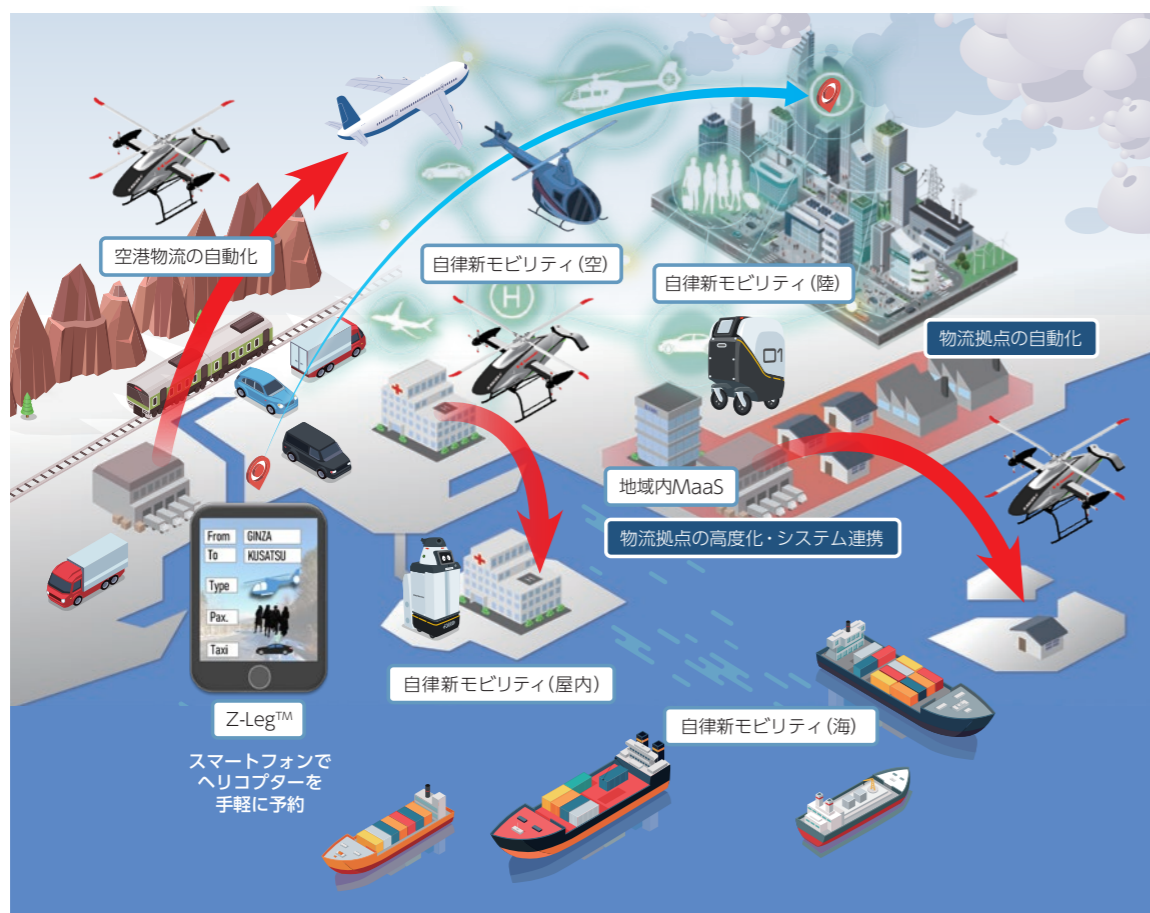 空港物流の自動化
自律新モビリティ(空)
自律新モビリティ(陸)
物流拠点の自動化
H
01
地域内MaaS
物流拠点の高度化・システム連携
From GINZA
To KUSATSU
Type
Pax.
Taxi
自律新モビリティ(屋内)
Z-Leg™
自律新モビリティ(海)
スマートフォンで
ヘリコプターを
手軽に予約